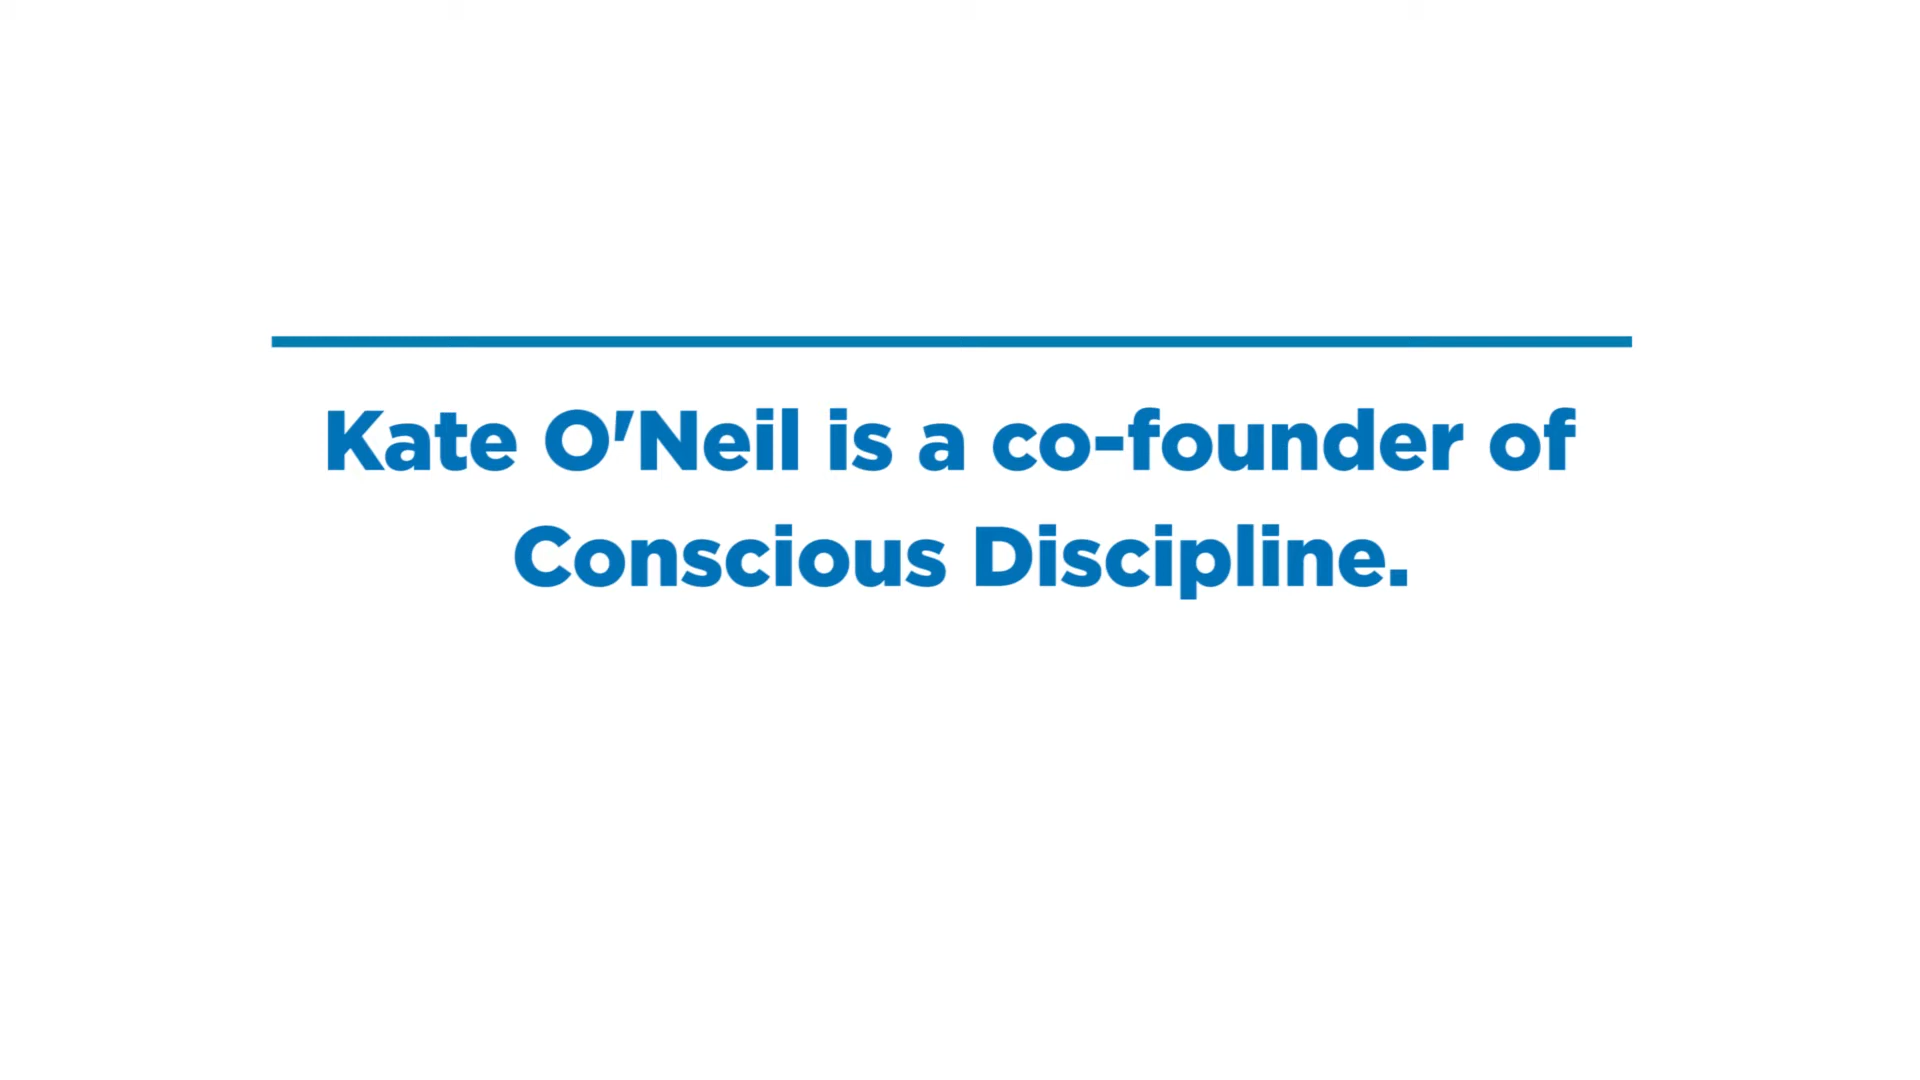 Kate O'Neil is a co-founder of
Conscious Discipline.